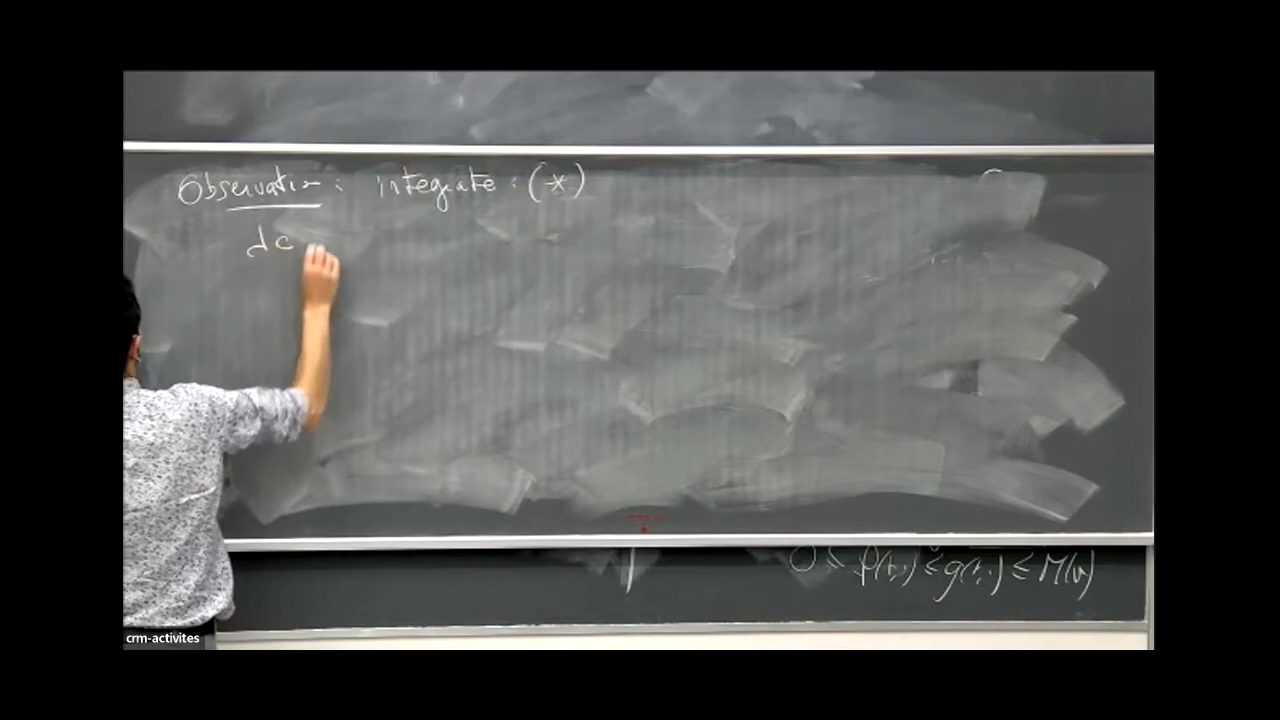 Observation : integrate : (*)
dc
0 ≤ f(t,·) ≤ g(t,·) ≤ M(v)
crm-activites